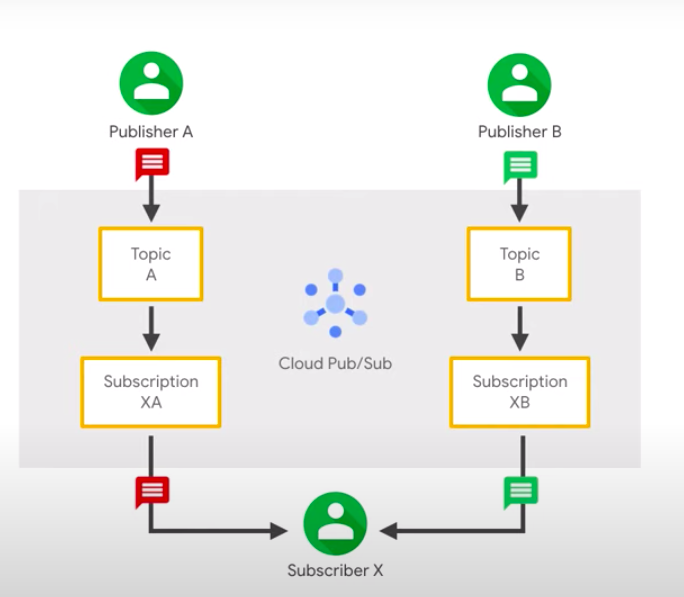 Publisher A
Publisher B
Topic
A
Topic
B
Cloud Pub/Sub
Subscription
XA
Subscription
XB
Subscriber X